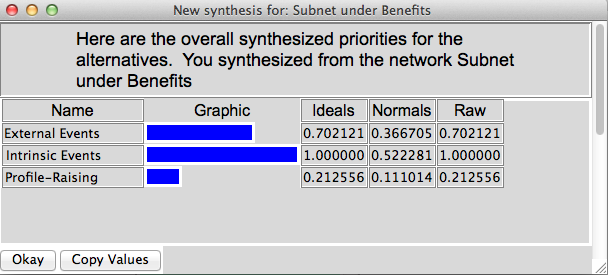 New synthesis for: Subnet under Benefits
Here are the overall synthesized priorities for the
alternatives. You synthesized from the network Subnet
under Benefits
Name Graphic Ideals Normals Raw
External Events 0.702121 0.366705 0.702121
Intrinsic Events 1.000000 0.522281 1.000000
Profile-Raising 0.212556 0.111014 0.212556
Okay Copy Values